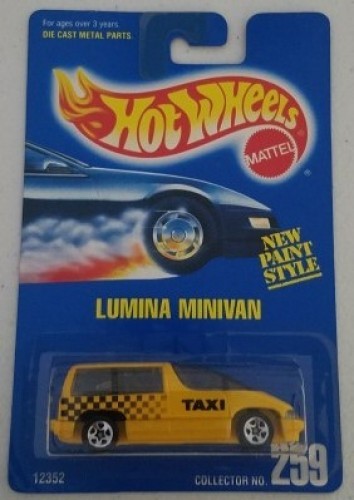 For ages over 3 years.
DIE CAST METAL PARTS.
HOT WHEELS
MATTEL
NEW
PAINT
STYLE
LUMINA MINIVAN
TAXI
12352
COLLECTOR NO. 259